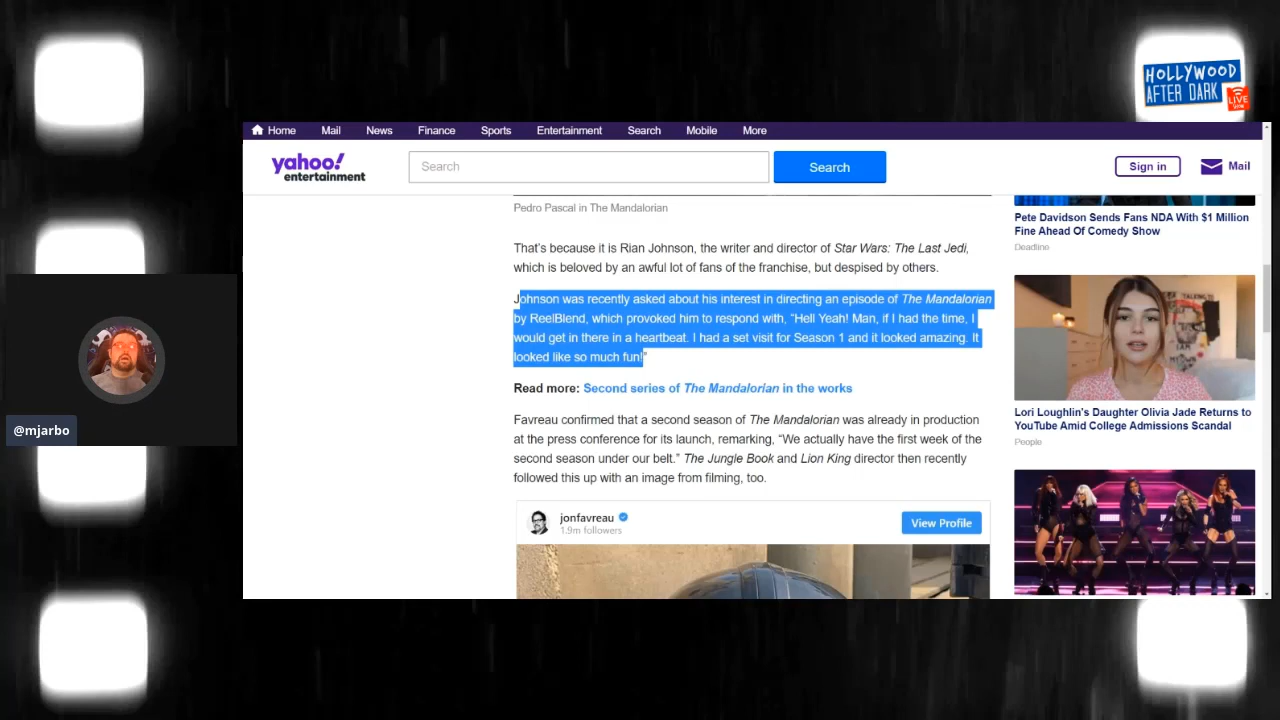 HOLLYWOOD
AFTER DARK
LIVE
SHOW
Home Mail News Finance Sports Entertainment Search Mobile More
yahoo!
entertainment
Search
Search
Sign in
Mail
Pedro Pascal in The Mandalorian
That's because it is Rian Johnson, the writer and director of Star Wars: The Last Jedi,
which is beloved by an awful lot of fans of the franchise, but despised by others.
Johnson was recently asked about his interest in directing an episode of The Mandalorian
by ReelBlend, which provoked him to respond with, “Hell Yeah! Man, if I had the time, I
would get in there in a heartbeat. I had a set visit for Season 1 and it looked amazing. It
looked like so much fun!”
Read more: Second series of The Mandalorian in the works
Favreau confirmed that a second season of The Mandalorian was already in production
at the press conference for its launch, remarking, “We actually have the first week of the
second season under our belt.” The Jungle Book and Lion King director then recently
followed this up with an image from filming, too.
jonfavreau
1.9m followers
View Profile
Pete Davidson Sends Fans NDA With $1 Million
Fine Ahead Of Comedy Show
Deadline
Lori Loughlin's Daughter Olivia Jade Returns to
YouTube Amid College Admissions Scandal
People
@mjarbo